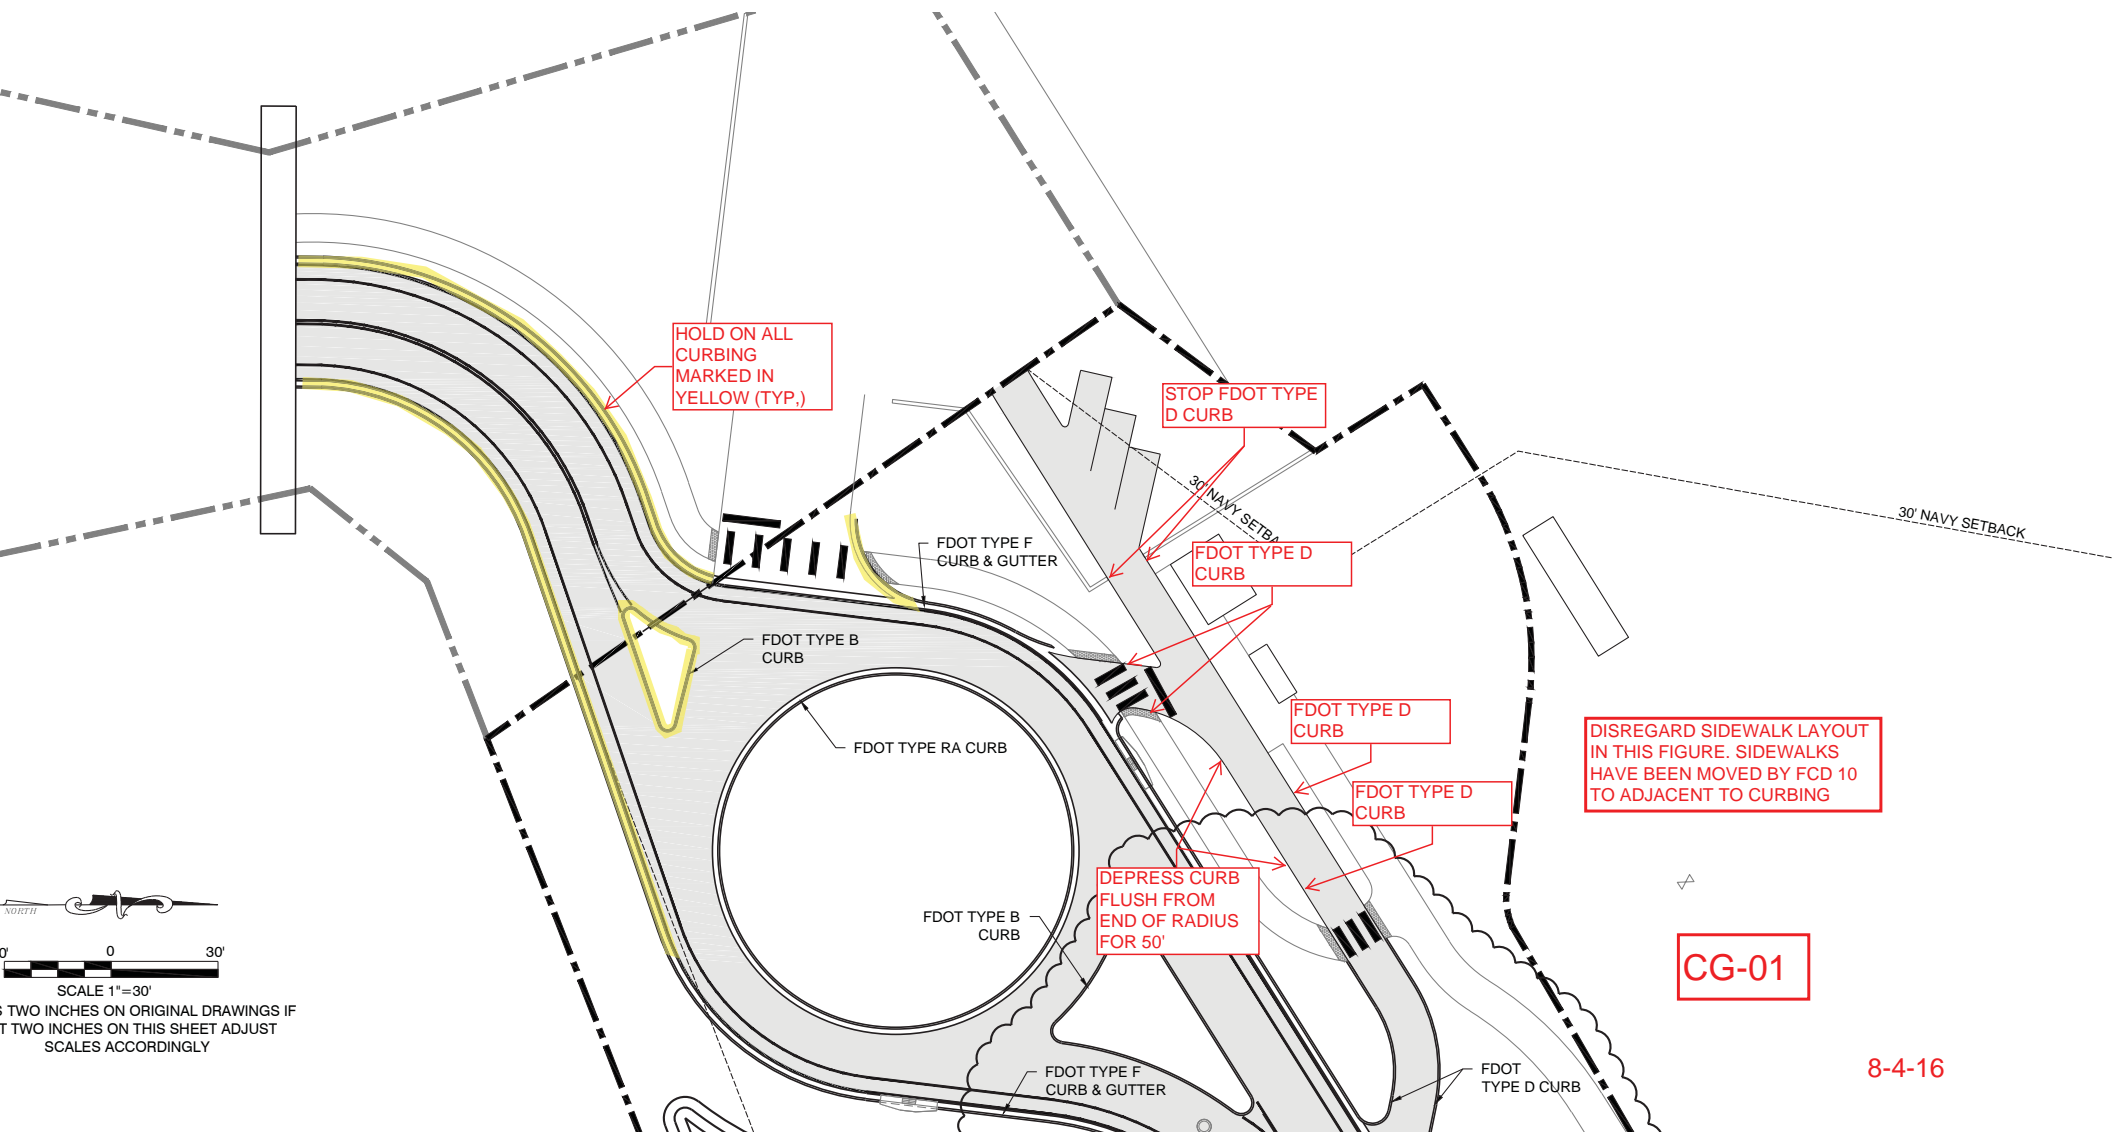 HOLD ON ALL
CURBING
MARKED IN
YELLOW (TYP,)
STOP FDOT TYPE
D CURB
30' NAVY SETBA
30' NAVY SETBACK
FDOT TYPE F
CURB & GUTTER
FDOT TYPE D
CURB
FDOT TYPE B
CURB
FDOT TYPE RA CURB
FDOT TYPE D
CURB
FDOT TYPE D
CURB
DISREGARD SIDEWALK LAYOUT
IN THIS FIGURE. SIDEWALKS
HAVE BEEN MOVED BY FCD 10
TO ADJACENT TO CURBING
DEPRESS CURB
FLUSH FROM
END OF RADIUS
FOR 50'
FDOT TYPE B
CURB
NORTH
0' 0 30'
SCALE 1"=30'
S TWO INCHES ON ORIGINAL DRAWINGS IF
T TWO INCHES ON THIS SHEET ADJUST
SCALES ACCORDINGLY
CG-01
FDOT TYPE F
CURB & GUTTER
FDOT
TYPE D CURB
8-4-16